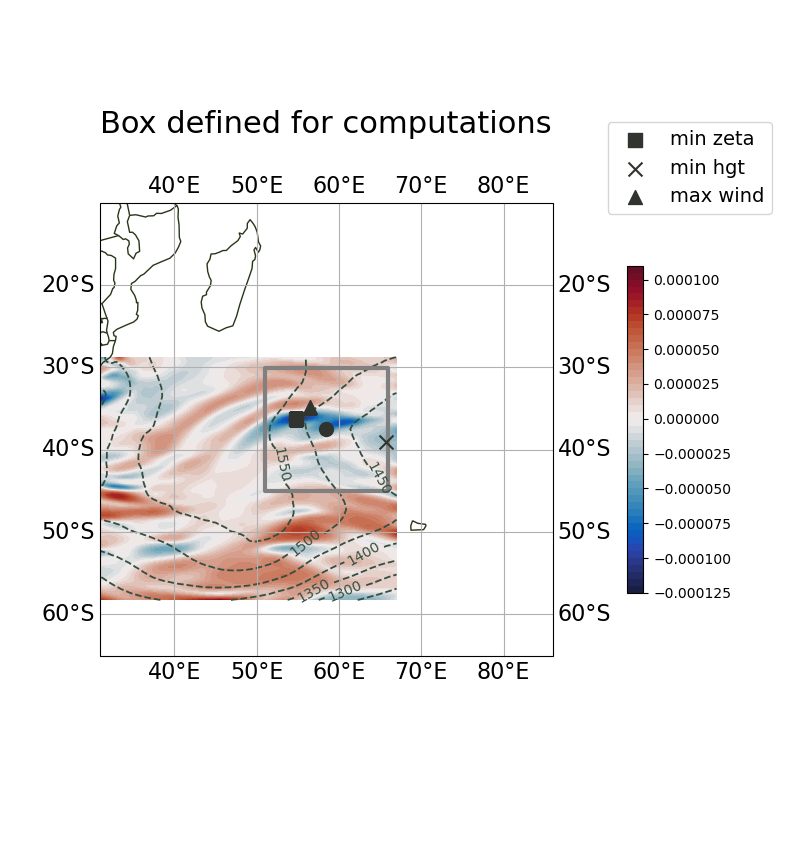 Box defined for computations
min zeta
min hgt
max wind
40°E 50°E 60°E 70°E 80°E
20°S 20°S
30°S 30°S
40°S 40°S
50°S 50°S
60°S 60°S
1550
1450
1500
1400
1350
1300
40°E 50°E 60°E 70°E 80°E
0.000100
0.000075
0.000050
0.000025
0.000000
−0.000025
−0.000050
−0.000075
−0.000100
−0.000125